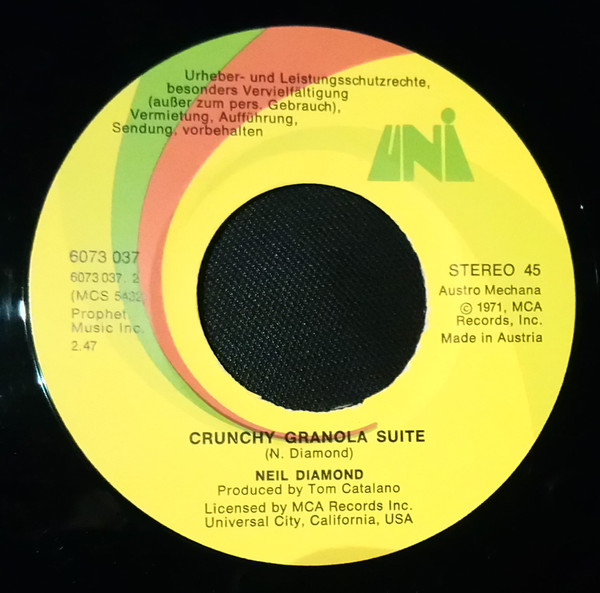 Urheber- und Leistungsschutzrechte,
besonders Vervielfältigung
(außer zum pers. Gebrauch),
Vermietung, Aufführung,
Sendung, vorbehalten
UNI
6073 037
6073 037. 2
(MCS 5432)
Prophet
Music Inc.
2.47
STEREO 45
Austro Mechana
© 1971, MCA
Records, Inc.
Made in Austria
CRUNCHY GRANOLA SUITE
(N. Diamond)
NEIL DIAMOND
Produced by Tom Catalano
Licensed by MCA Records Inc.
Universal City, California, USA